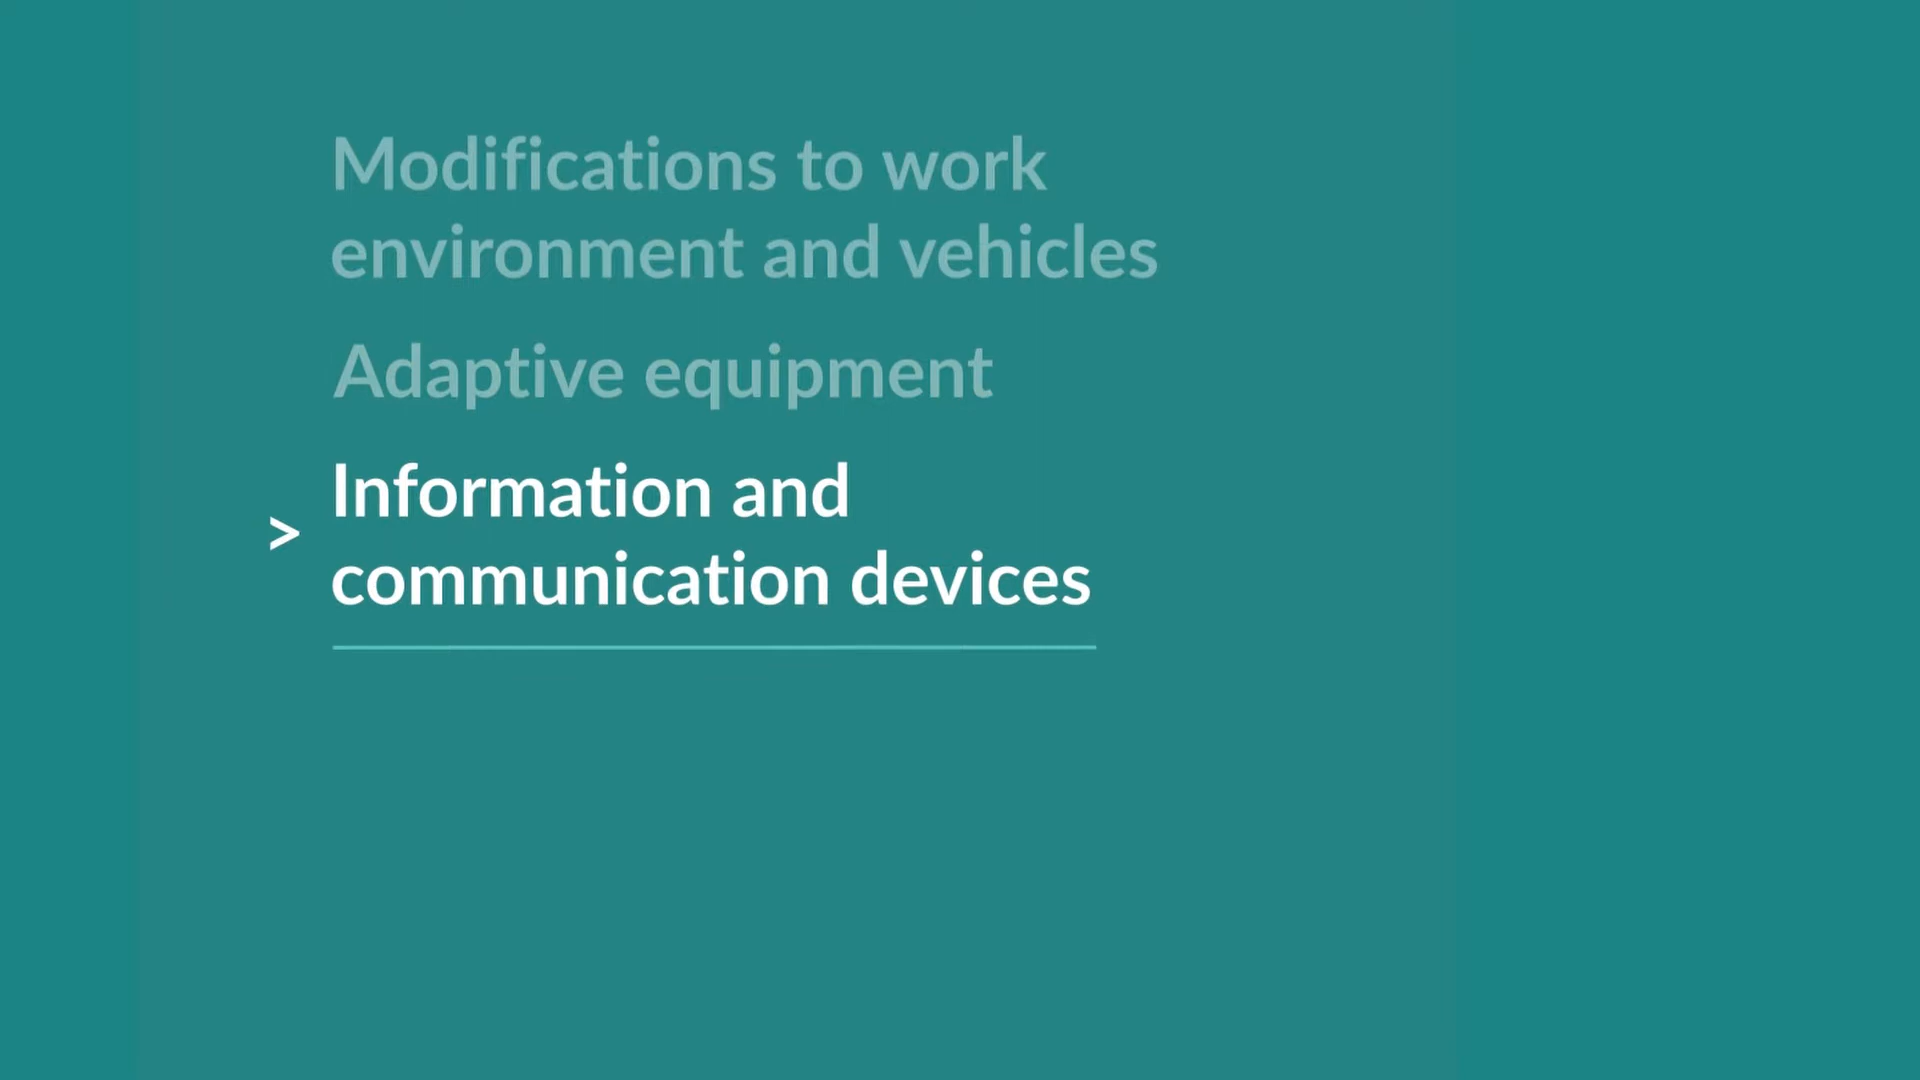 Modifications to work
environment and vehicles
Adaptive equipment
> Information and
communication devices